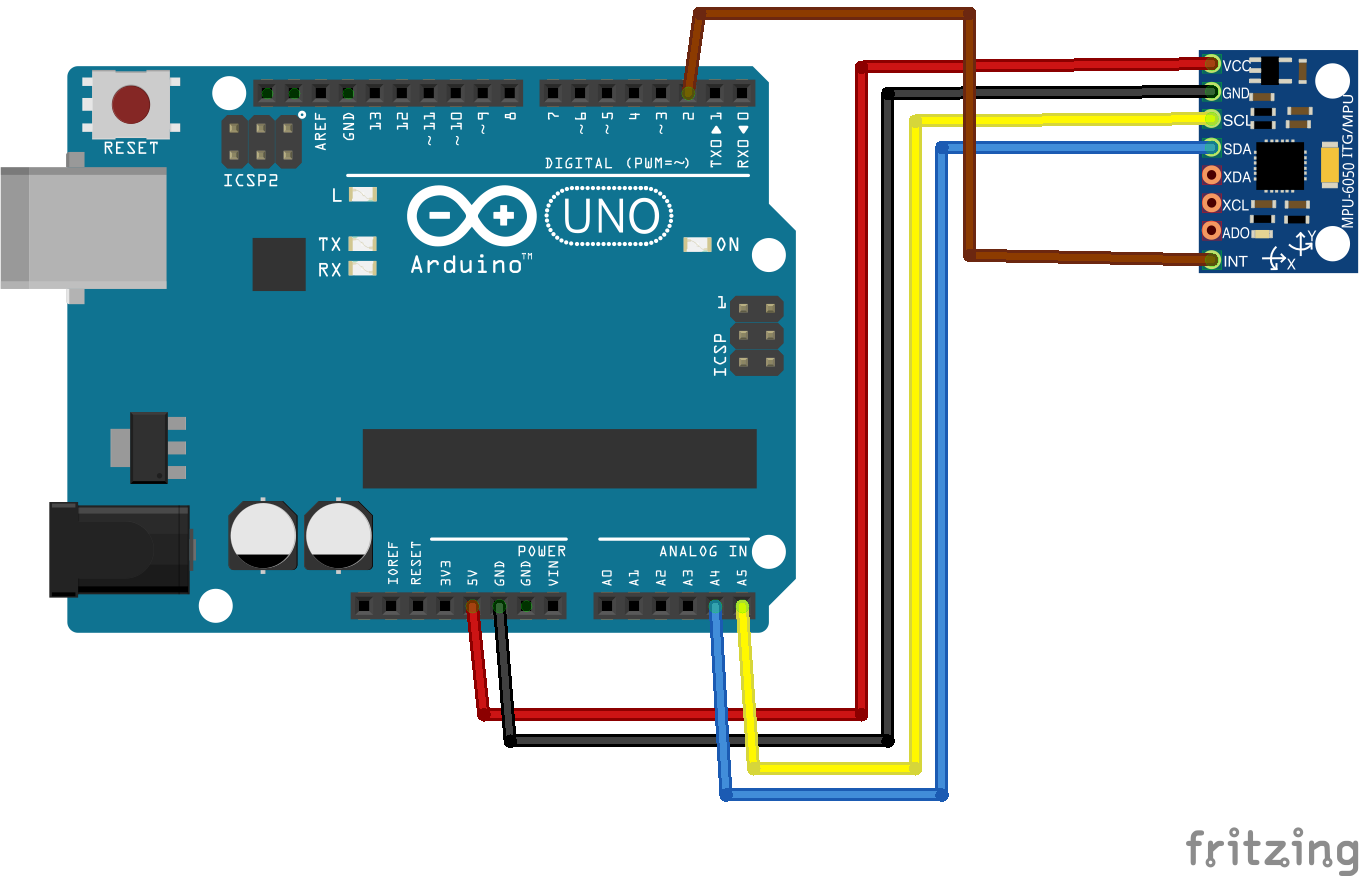 RESET
ICSP2
AREF
GND
13
12
~11
~10
~9
8
7
~6
~5
4
~3
2
TX0▶1
RX0◀0
DIGITAL (PWM=~)
L
TX
RX
UNO
ON
Arduino™
1
ICSP
POWER
ANALOG IN
IOREF
RESET
3V3
5V
GND
GND
VIN
A0
A1
A2
A3
A4
A5
VCC
GND
SCL
SDA
XDA
XCL
ADO
INT
Y
X
MPU-6050 ITG/MPU
fritzing